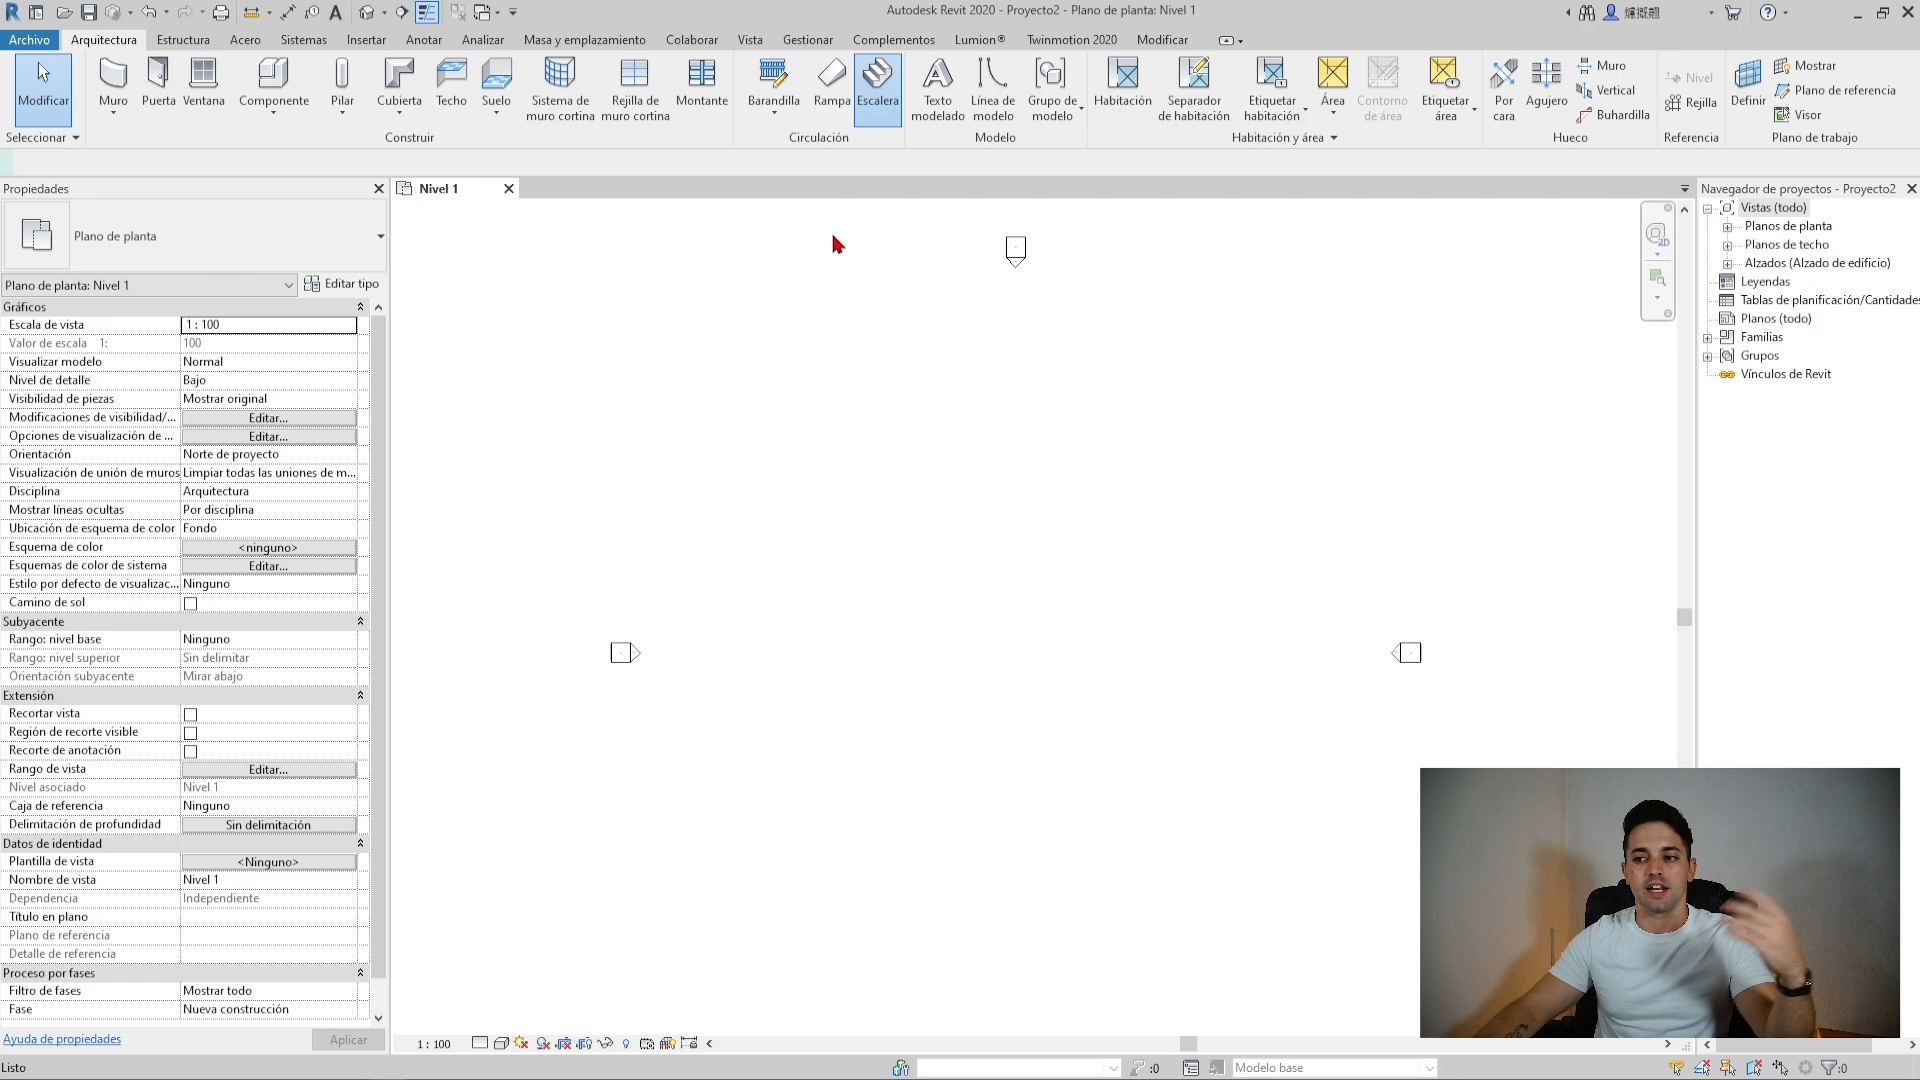 Autodesk Revit 2020 - Proyecto2 - Plano de planta: Nivel 1
Archivo Arquitectura Estructura Acero Sistemas Insertar Anotar Analizar Masa y emplazamiento Colaborar Vista Gestionar Complementos Lumion® Twinmotion 2020 Modificar
Modificar Muro Puerta Ventana Componente Pilar Cubierta Techo Suelo Sistema de muro cortina Rejilla de muro cortina Montante Barandilla Rampa Escalera Texto modelado Línea de modelo Grupo de modelo Habitación Separador de habitación Etiquetar habitación Área Contorno de área Etiquetar área Por cara Agujero Muro Vertical Buhardilla Nivel Rejilla Definir Mostrar Plano de referencia Visor
Seleccionar Construir Circulación Modelo Habitación y área Hueco Referencia Plano de trabajo
Propiedades
Plano de planta
Plano de planta: Nivel 1 Editar tipo
Gráficos
Escala de vista 1 : 100
Valor de escala 1: 100
Visualizar modelo Normal
Nivel de detalle Bajo
Visibilidad de piezas Mostrar original
Modificaciones de visibilidad/... Editar...
Opciones de visualización de ... Editar...
Orientación Norte de proyecto
Visualización de unión de muros Limpiar todas las uniones de m...
Disciplina Arquitectura
Mostrar líneas ocultas Por disciplina
Ubicación de esquema de color Fondo
Esquema de color <ninguno>
Esquemas de color de sistema Editar...
Estilo por defecto de visualizac... Ninguno
Camino de sol
Subyacente
Rango: nivel base Ninguno
Rango: nivel superior Sin delimitar
Orientación subyacente Mirar abajo
Extensión
Recortar vista
Región de recorte visible
Recorte de anotación
Rango de vista Editar...
Nivel asociado Nivel 1
Caja de referencia Ninguno
Delimitación de profundidad Sin delimitación
Datos de identidad
Plantilla de vista <Ninguno>
Nombre de vista Nivel 1
Dependencia Independiente
Título en plano
Plano de referencia
Detalle de referencia
Proceso por fases
Filtro de fases Mostrar todo
Fase Nueva construcción
Ayuda de propiedades Aplicar
Nivel 1
2D
1 : 100
Navegador de proyectos - Proyecto2
Vistas (todo)
Planos de planta
Planos de techo
Alzados (Alzado de edificio)
Leyendas
Tablas de planificación/Cantidades
Planos (todo)
Familias
Grupos
Vínculos de Revit
Listo :0 Modelo base :0